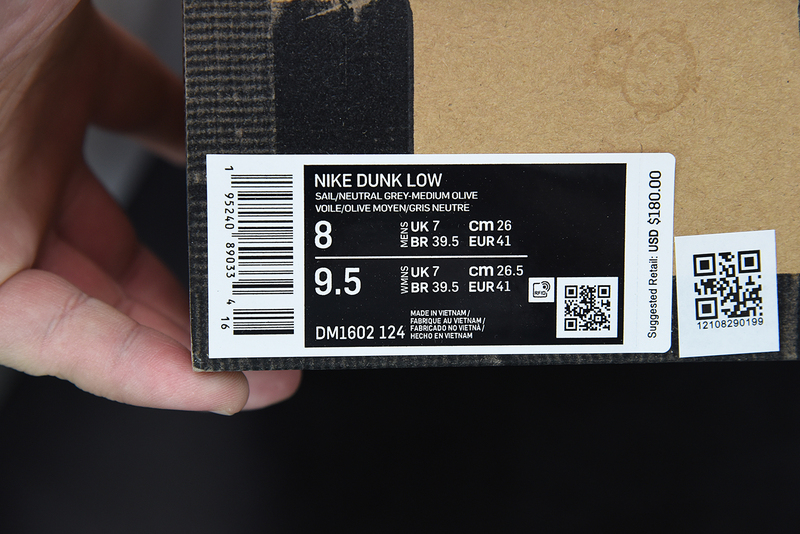 NIKE DUNK LOW
SAIL/NEUTRAL GREY-MEDIUM OLIVE
VOILE/OLIVE MOYEN/GRIS NEUTRE
8 MENS UK 7 cm 26
BR 39.5 EUR 41
9.5 WMNS UK 7 cm 26.5
BR 39.5 EUR 41
RFID
MADE IN VIETNAM /
FABRIQUE AU VIETNAM /
FABRICADO NO VIETNÃ /
HECHO EN VIETNAM
DM1602 124
1 95240 89033 4 16
Suggested Retail: USD $180.00
12108290199